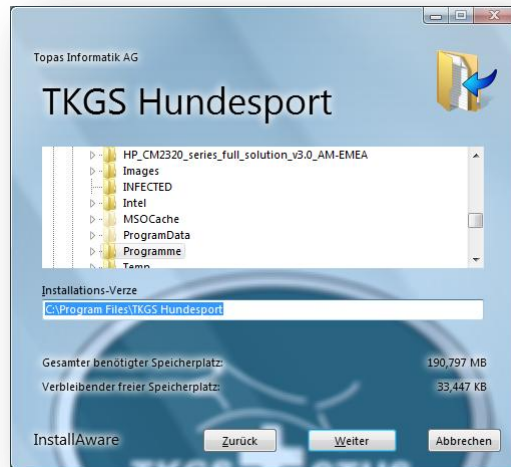 Topas Informatik AG
TKGS Hundesport
HP_CM2320_series_full_solution_v3.0_AM-EMEA
Images
INFECTED
Intel
MSOCache
ProgramData
Programme
Temp
Installations-Verze
C:\Program Files\TKGS Hundesport
Gesamter benötigter Speicherplatz: 190,797 MB
Verbleibender freier Speicherplatz: 33,447 KB
InstallAware
Zurück Weiter Abbrechen